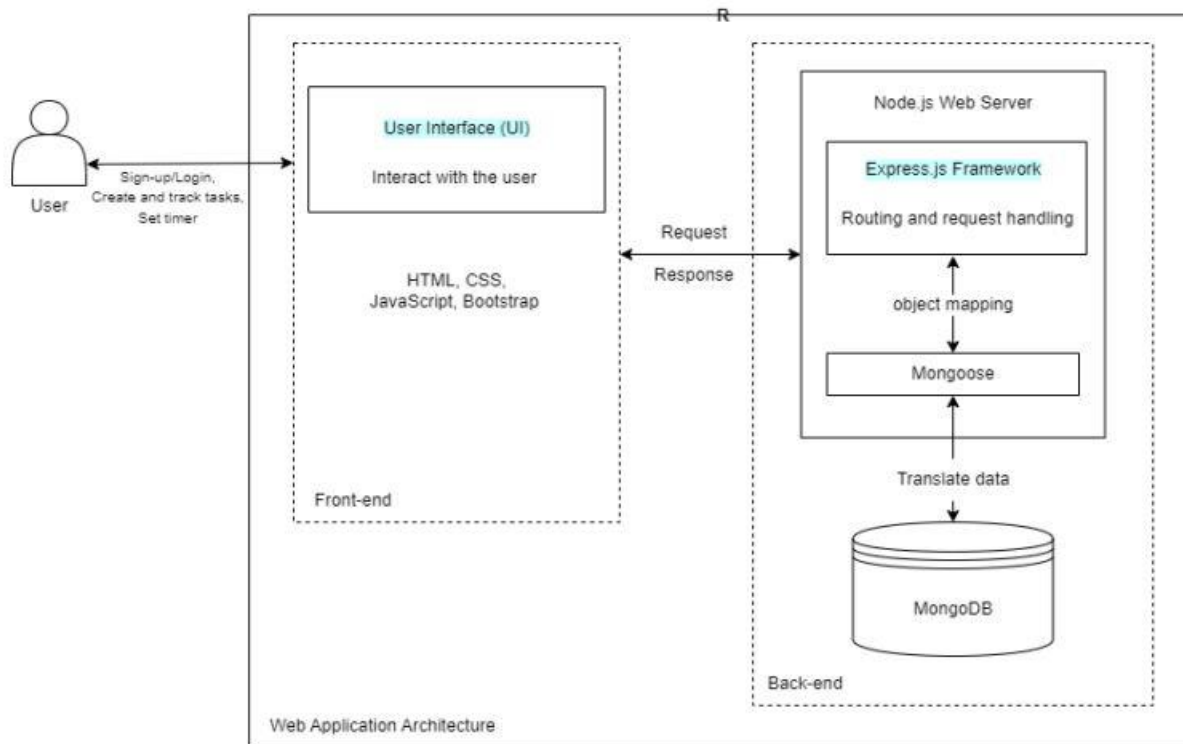 R
User Interface (UI)
Interact with the user
HTML, CSS,
JavaScript, Bootstrap
Front-end
User
Sign-up/Login,
Create and track tasks,
Set timer
Request
Response
Node.js Web Server
Express.js Framework
Routing and request handling
object mapping
Mongoose
Translate data
MongoDB
Back-end
Web Application Architecture